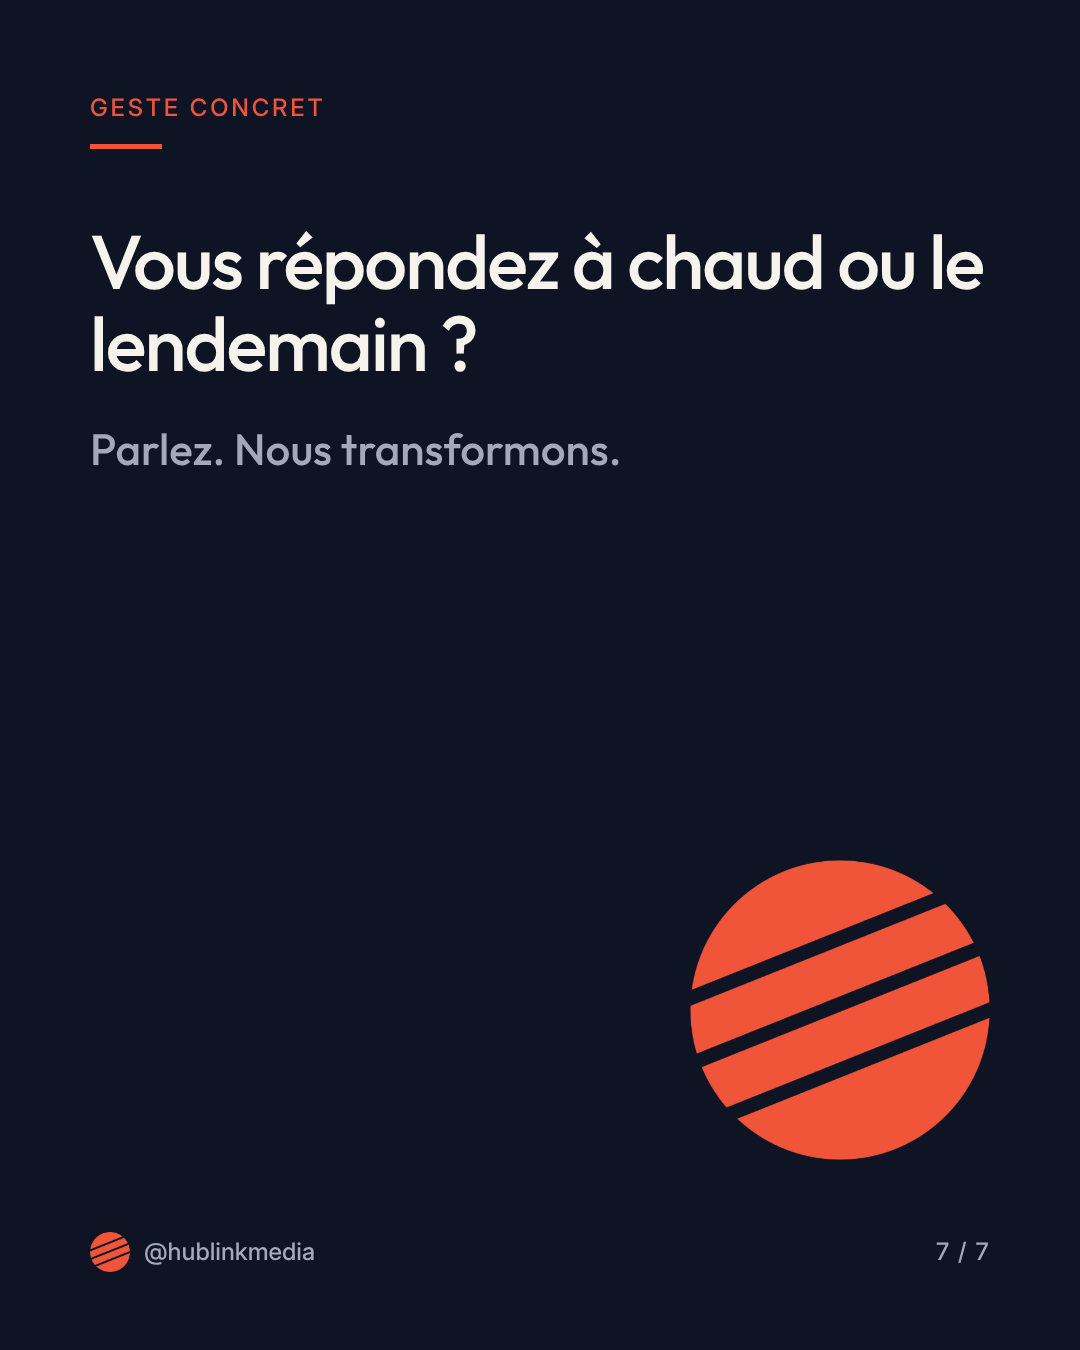 GESTE CONCRET
Vous répondez à chaud ou le
lendemain ?
Parlez. Nous transformons.
@hublinkmedia
7 / 7